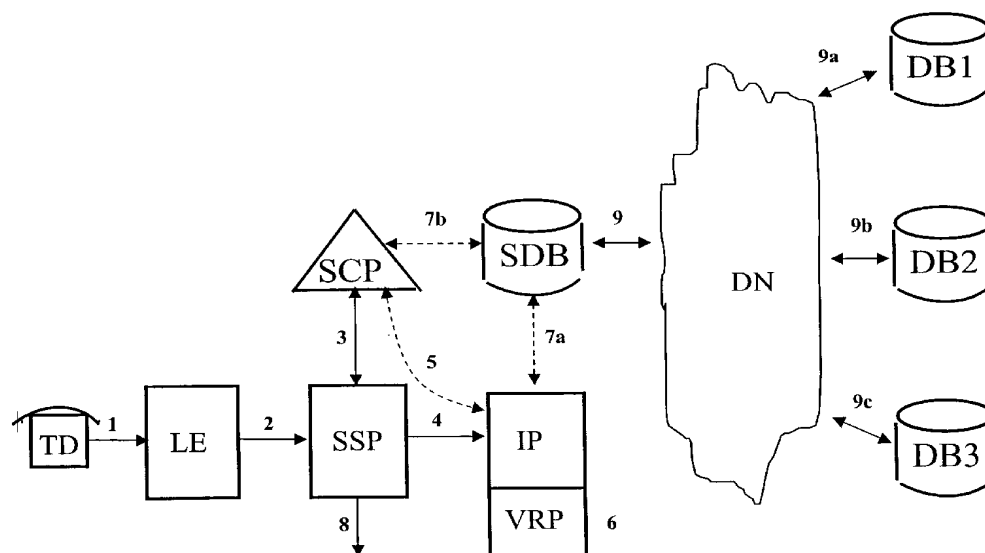 9a
DB1
7b
9
9b
SCP
SDB
DN
DB2
3
5
7a
9c
TD
1
LE
2
SSP
4
IP
DB3
8
VRP
6